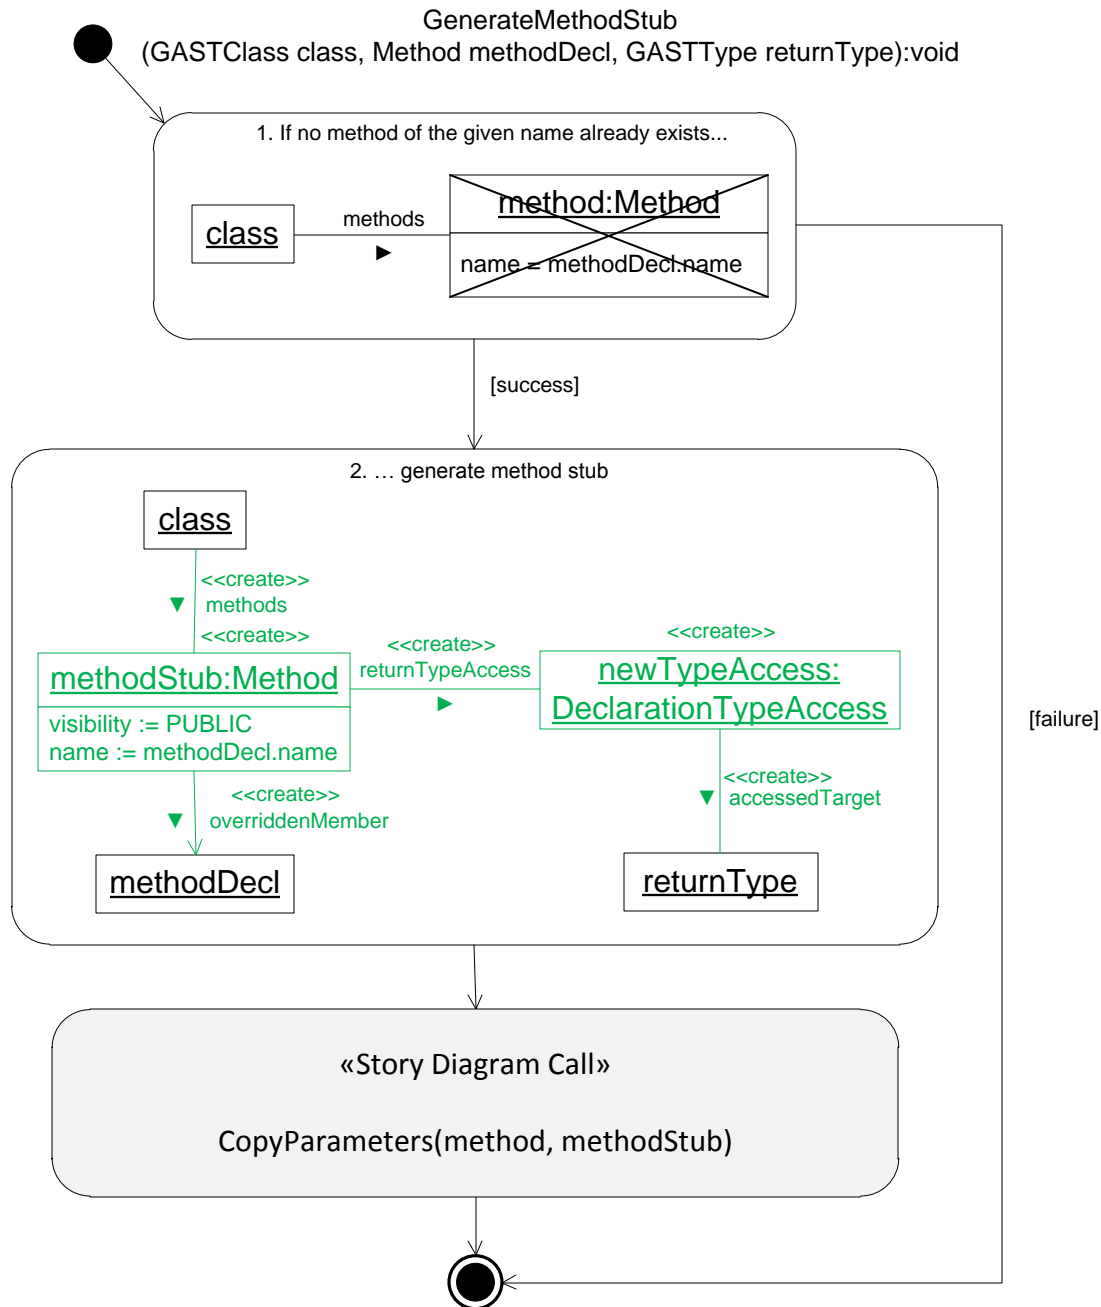 GenerateMethodStub
(GASTClass class, Method methodDecl, GASTType returnType):void
1. If no method of the given name already exists...
class
methods
►
method:Method
name = methodDecl.name
[success]
2. … generate method stub
class
<<create>>
▼ methods
<<create>>
methodStub:Method
visibility := PUBLIC
name := methodDecl.name
<<create>>
returnTypeAccess
►
<<create>>
newTypeAccess:
DeclarationTypeAccess
[failure]
<<create>>
▼ overriddenMember
<<create>>
▼ accessedTarget
methodDecl
returnType
«Story Diagram Call»
CopyParameters(method, methodStub)